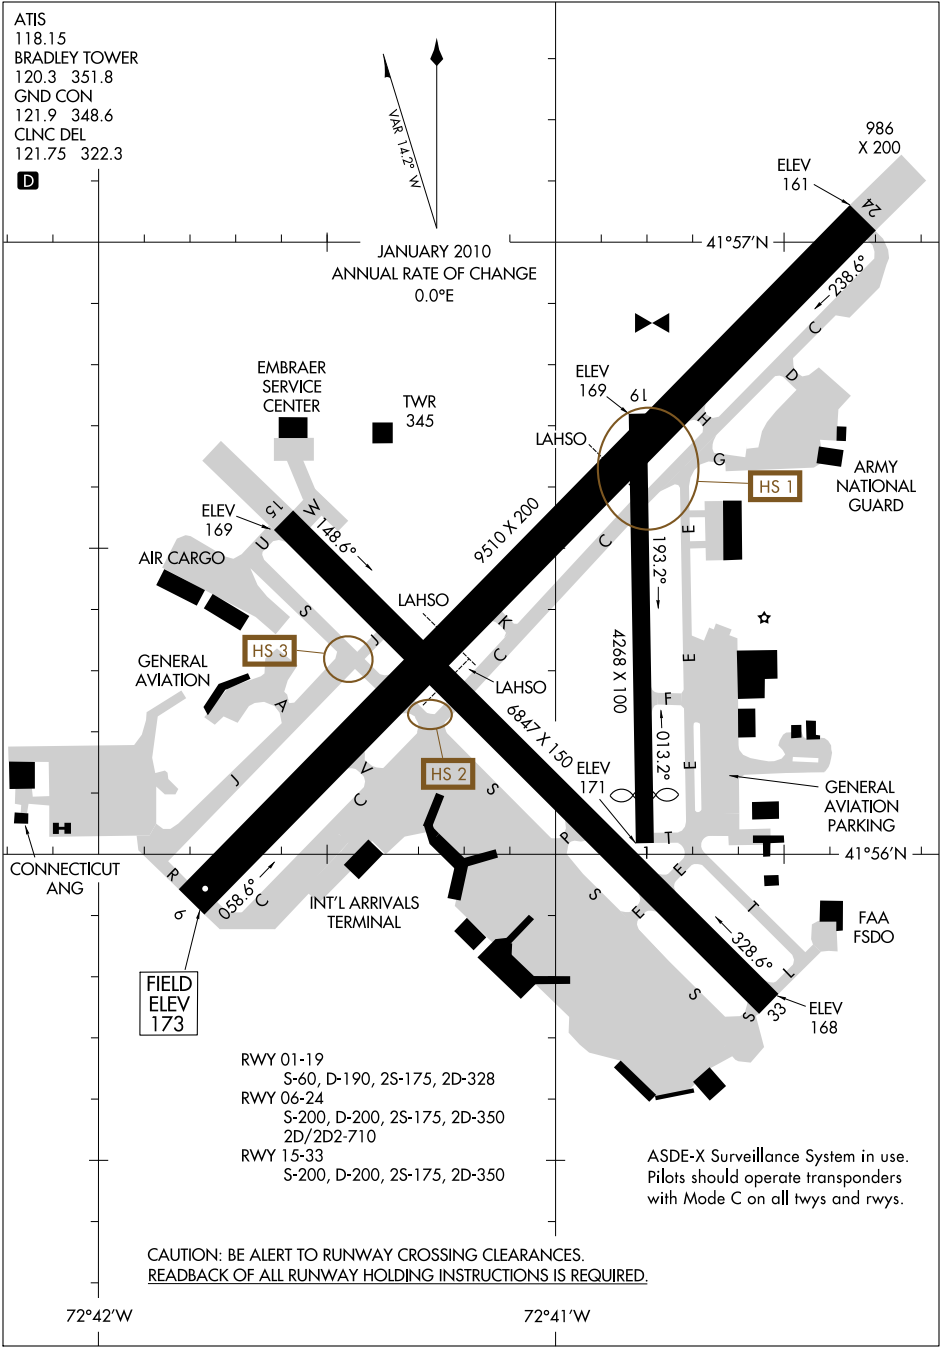 ATIS
118.15
BRADLEY TOWER
120.3 351.8
GND CON
121.9 348.6
CLNC DEL
121.75 322.3
D
VAR 14.2° W
JANUARY 2010
ANNUAL RATE OF CHANGE
0.0°E
986
X 200
ELEV
161
24
41°57'N
238.6°
C
D
H
G
ELEV
169
19
LAHSO
HS 1
ARMY
NATIONAL
GUARD
EMBRAER
SERVICE
CENTER
TWR
345
9510 X 200
ELEV
169
15
W
148.6°
U
AIR CARGO
S
LAHSO
J
K
C
C
E
193.2°
HS 3
GENERAL
AVIATION
A
LAHSO
4268 X 100
E
F
6847 X 150
013.2°
E
J
V
C
HS 2
S
ELEV
171
1
T
GENERAL
AVIATION
PARKING
P
E
41°56'N
CONNECTICUT
ANG
R
6
058.6°
C
INT'L ARRIVALS
TERMINAL
S
E
T
328.6°
FAA
FSDO
L
S
S
33
ELEV
168
FIELD
ELEV
173
RWY 01-19
S-60, D-190, 2S-175, 2D-328
RWY 06-24
S-200, D-200, 2S-175, 2D-350
2D/2D2-710
RWY 15-33
S-200, D-200, 2S-175, 2D-350
ASDE-X Surveillance System in use.
Pilots should operate transponders
with Mode C on all twys and rwys.
CAUTION: BE ALERT TO RUNWAY CROSSING CLEARANCES.
READBACK OF ALL RUNWAY HOLDING INSTRUCTIONS IS REQUIRED.
72°42'W
72°41'W